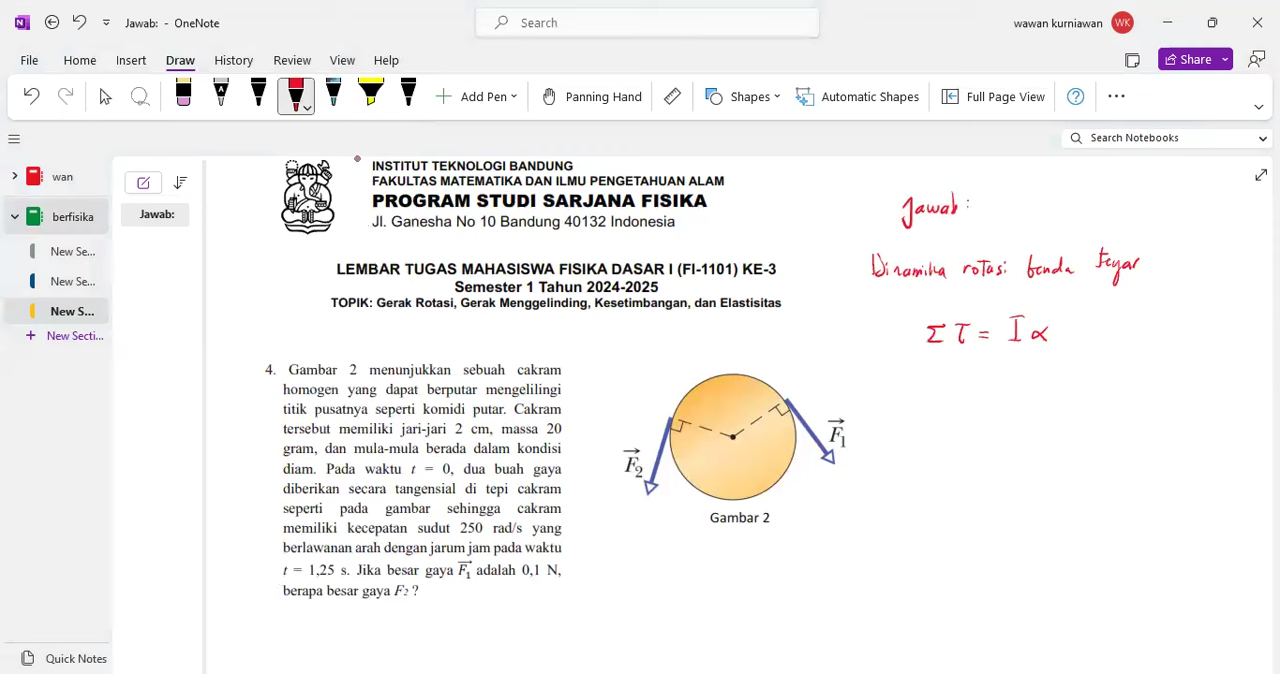 Jawab: - OneNote
Search
wawan kurniawan
WK
File Home Insert Draw History Review View Help
Share
Add Pen
Panning Hand
Shapes
Automatic Shapes
Full Page View
Search Notebooks
wan
berfisika
New Se...
New Se...
New S...
New Secti...
Quick Notes
Jawab:
INSTITUT TEKNOLOGI BANDUNG
FAKULTAS MATEMATIKA DAN ILMU PENGETAHUAN ALAM
PROGRAM STUDI SARJANA FISIKA
Jl. Ganesha No 10 Bandung 40132 Indonesia
LEMBAR TUGAS MAHASISWA FISIKA DASAR I (FI-1101) KE-3
Semester 1 Tahun 2024-2025
TOPIK: Gerak Rotasi, Gerak Menggelinding, Kesetimbangan, dan Elastisitas
4. Gambar 2 menunjukkan sebuah cakram
homogen yang dapat berputar mengelilingi
titik pusatnya seperti komidi putar. Cakram
tersebut memiliki jari-jari 2 cm, massa 20
gram, dan mula-mula berada dalam kondisi
diam. Pada waktu t = 0, dua buah gaya
diberikan secara tangensial di tepi cakram
seperti pada gambar sehingga cakram
memiliki kecepatan sudut 250 rad/s yang
berlawanan arah dengan jarum jam pada waktu
t = 1,25 s. Jika besar gaya F⃗₁ adalah 0,1 N,
berapa besar gaya F₂ ?
F⃗₂
F⃗₁
Gambar 2
Jawab :
Dinamika rotasi benda tegar
Σ τ = I α